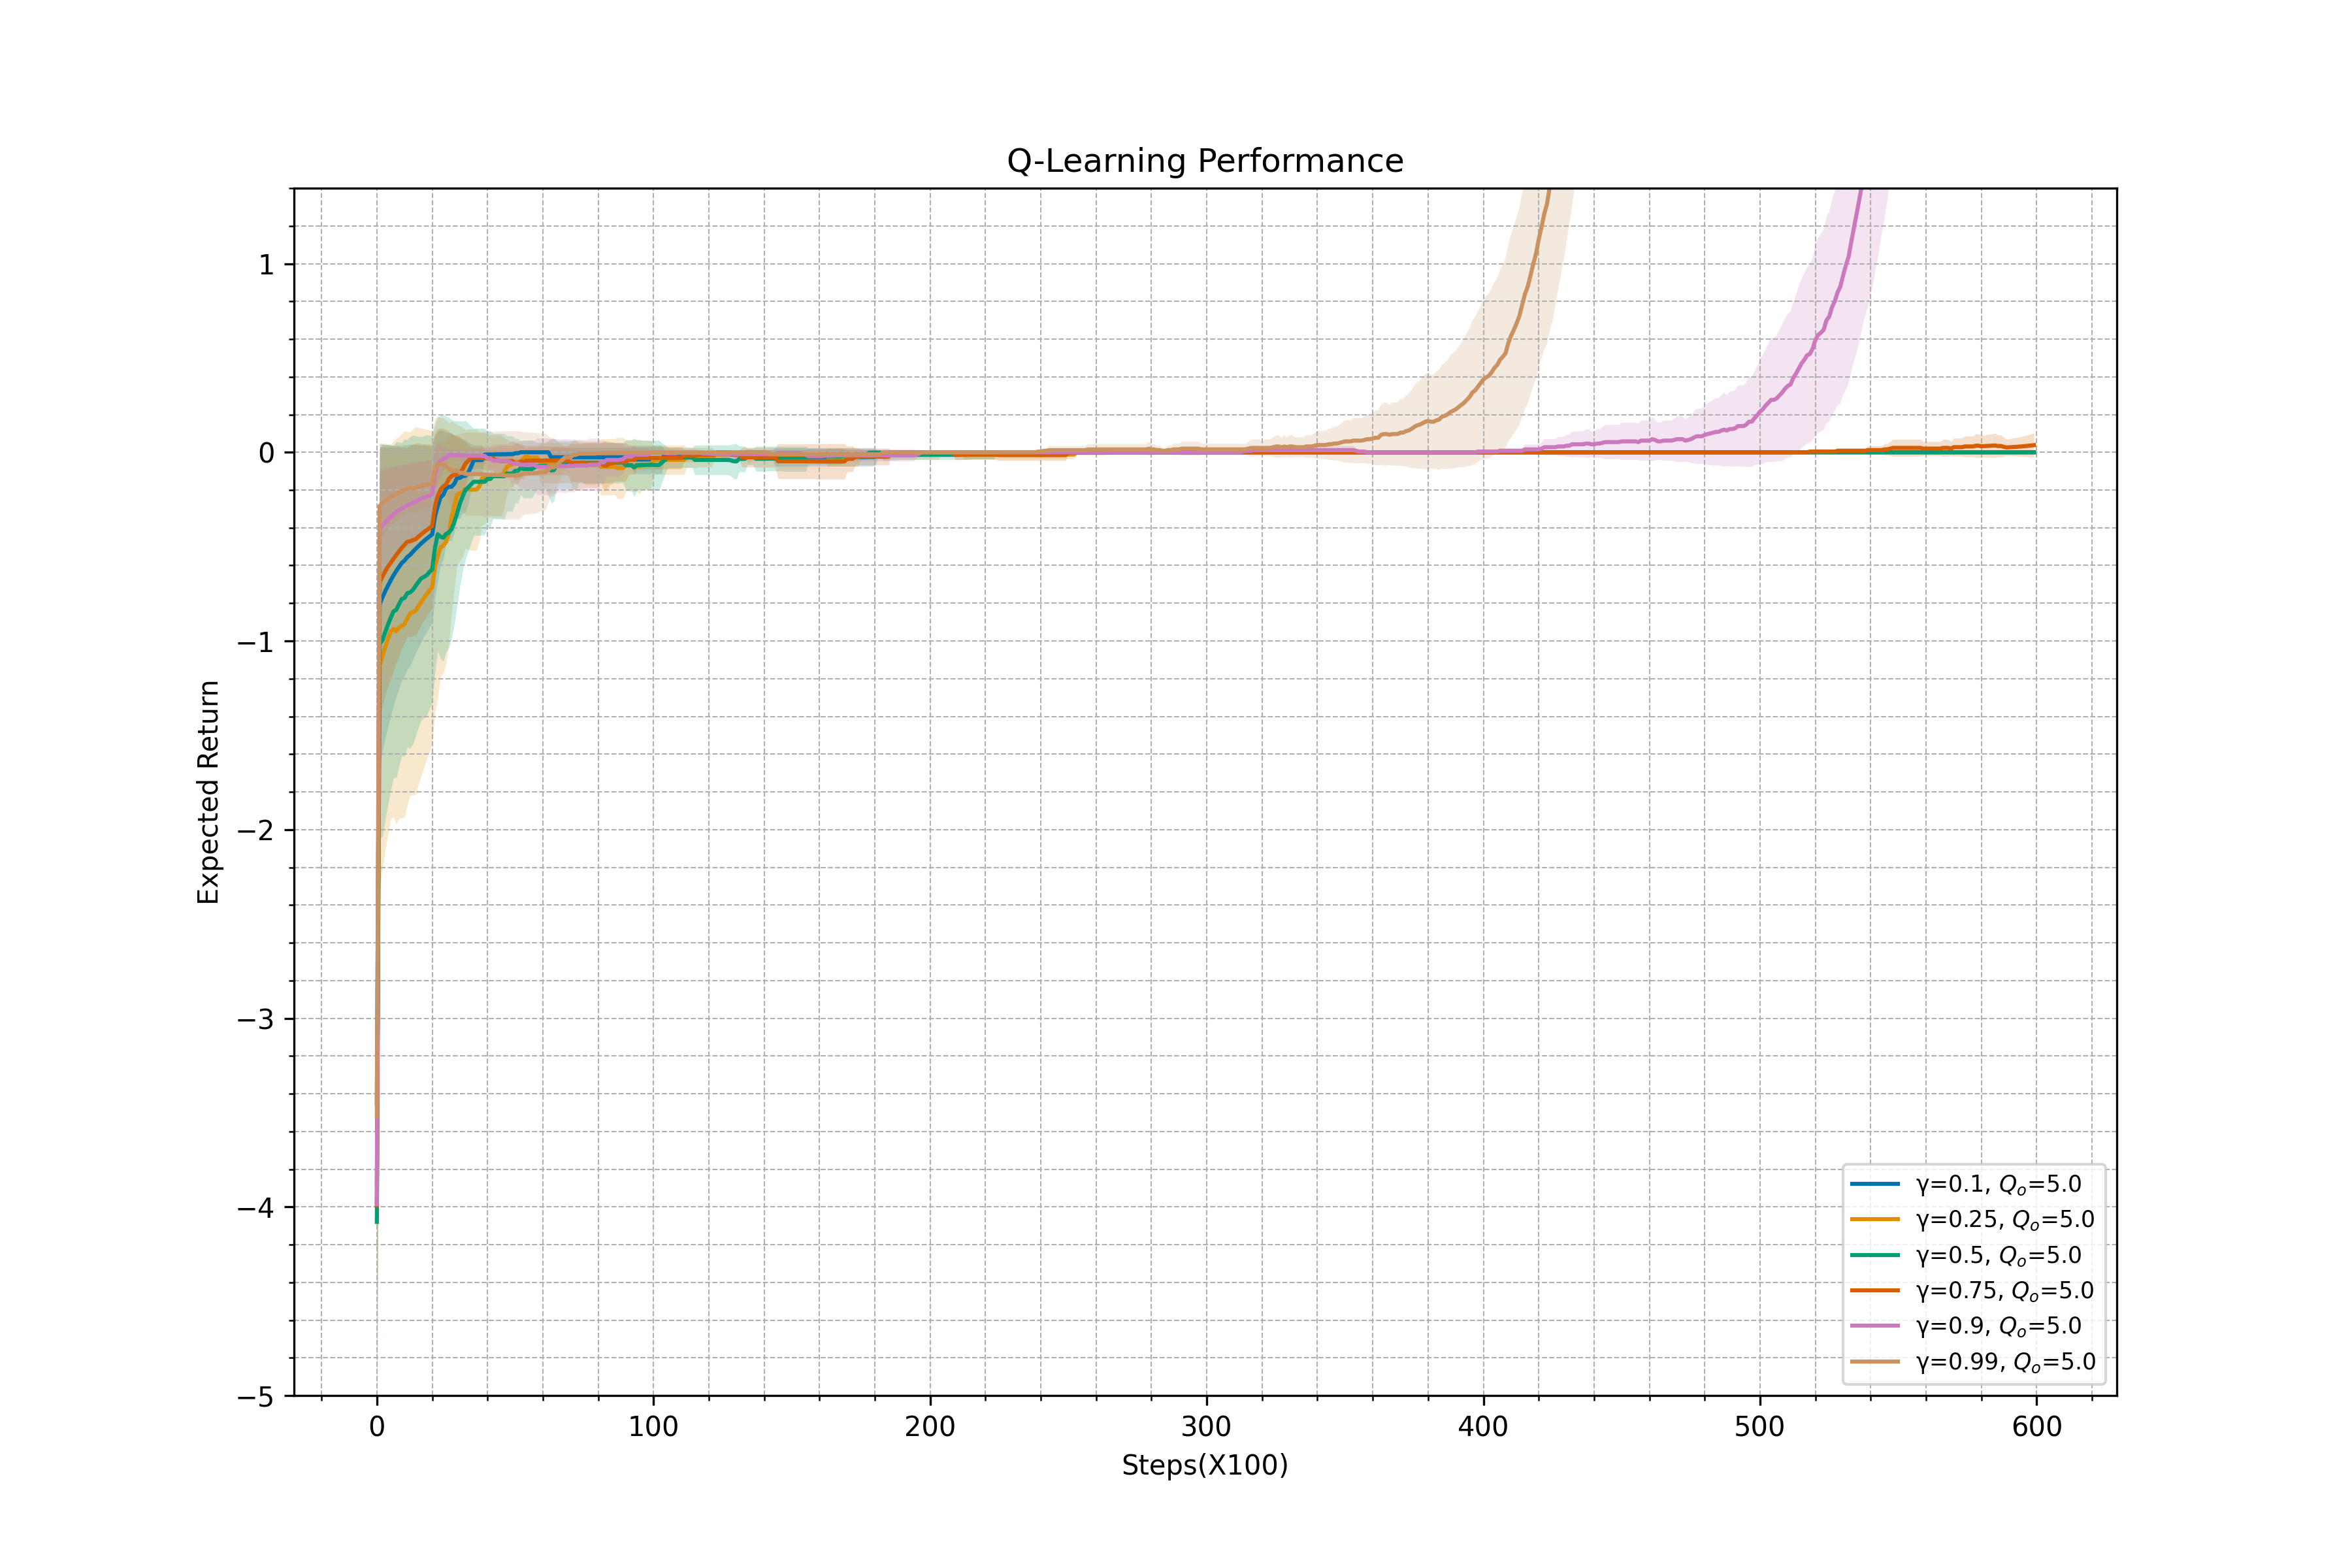 Q-Learning Performance
Expected Return
1
0
−1
−2
−3
−4
−5
0 100 200 300 400 500 600
Steps(X100)
γ=0.1, Qₒ=5.0
γ=0.25, Qₒ=5.0
γ=0.5, Qₒ=5.0
γ=0.75, Qₒ=5.0
γ=0.9, Qₒ=5.0
γ=0.99, Qₒ=5.0